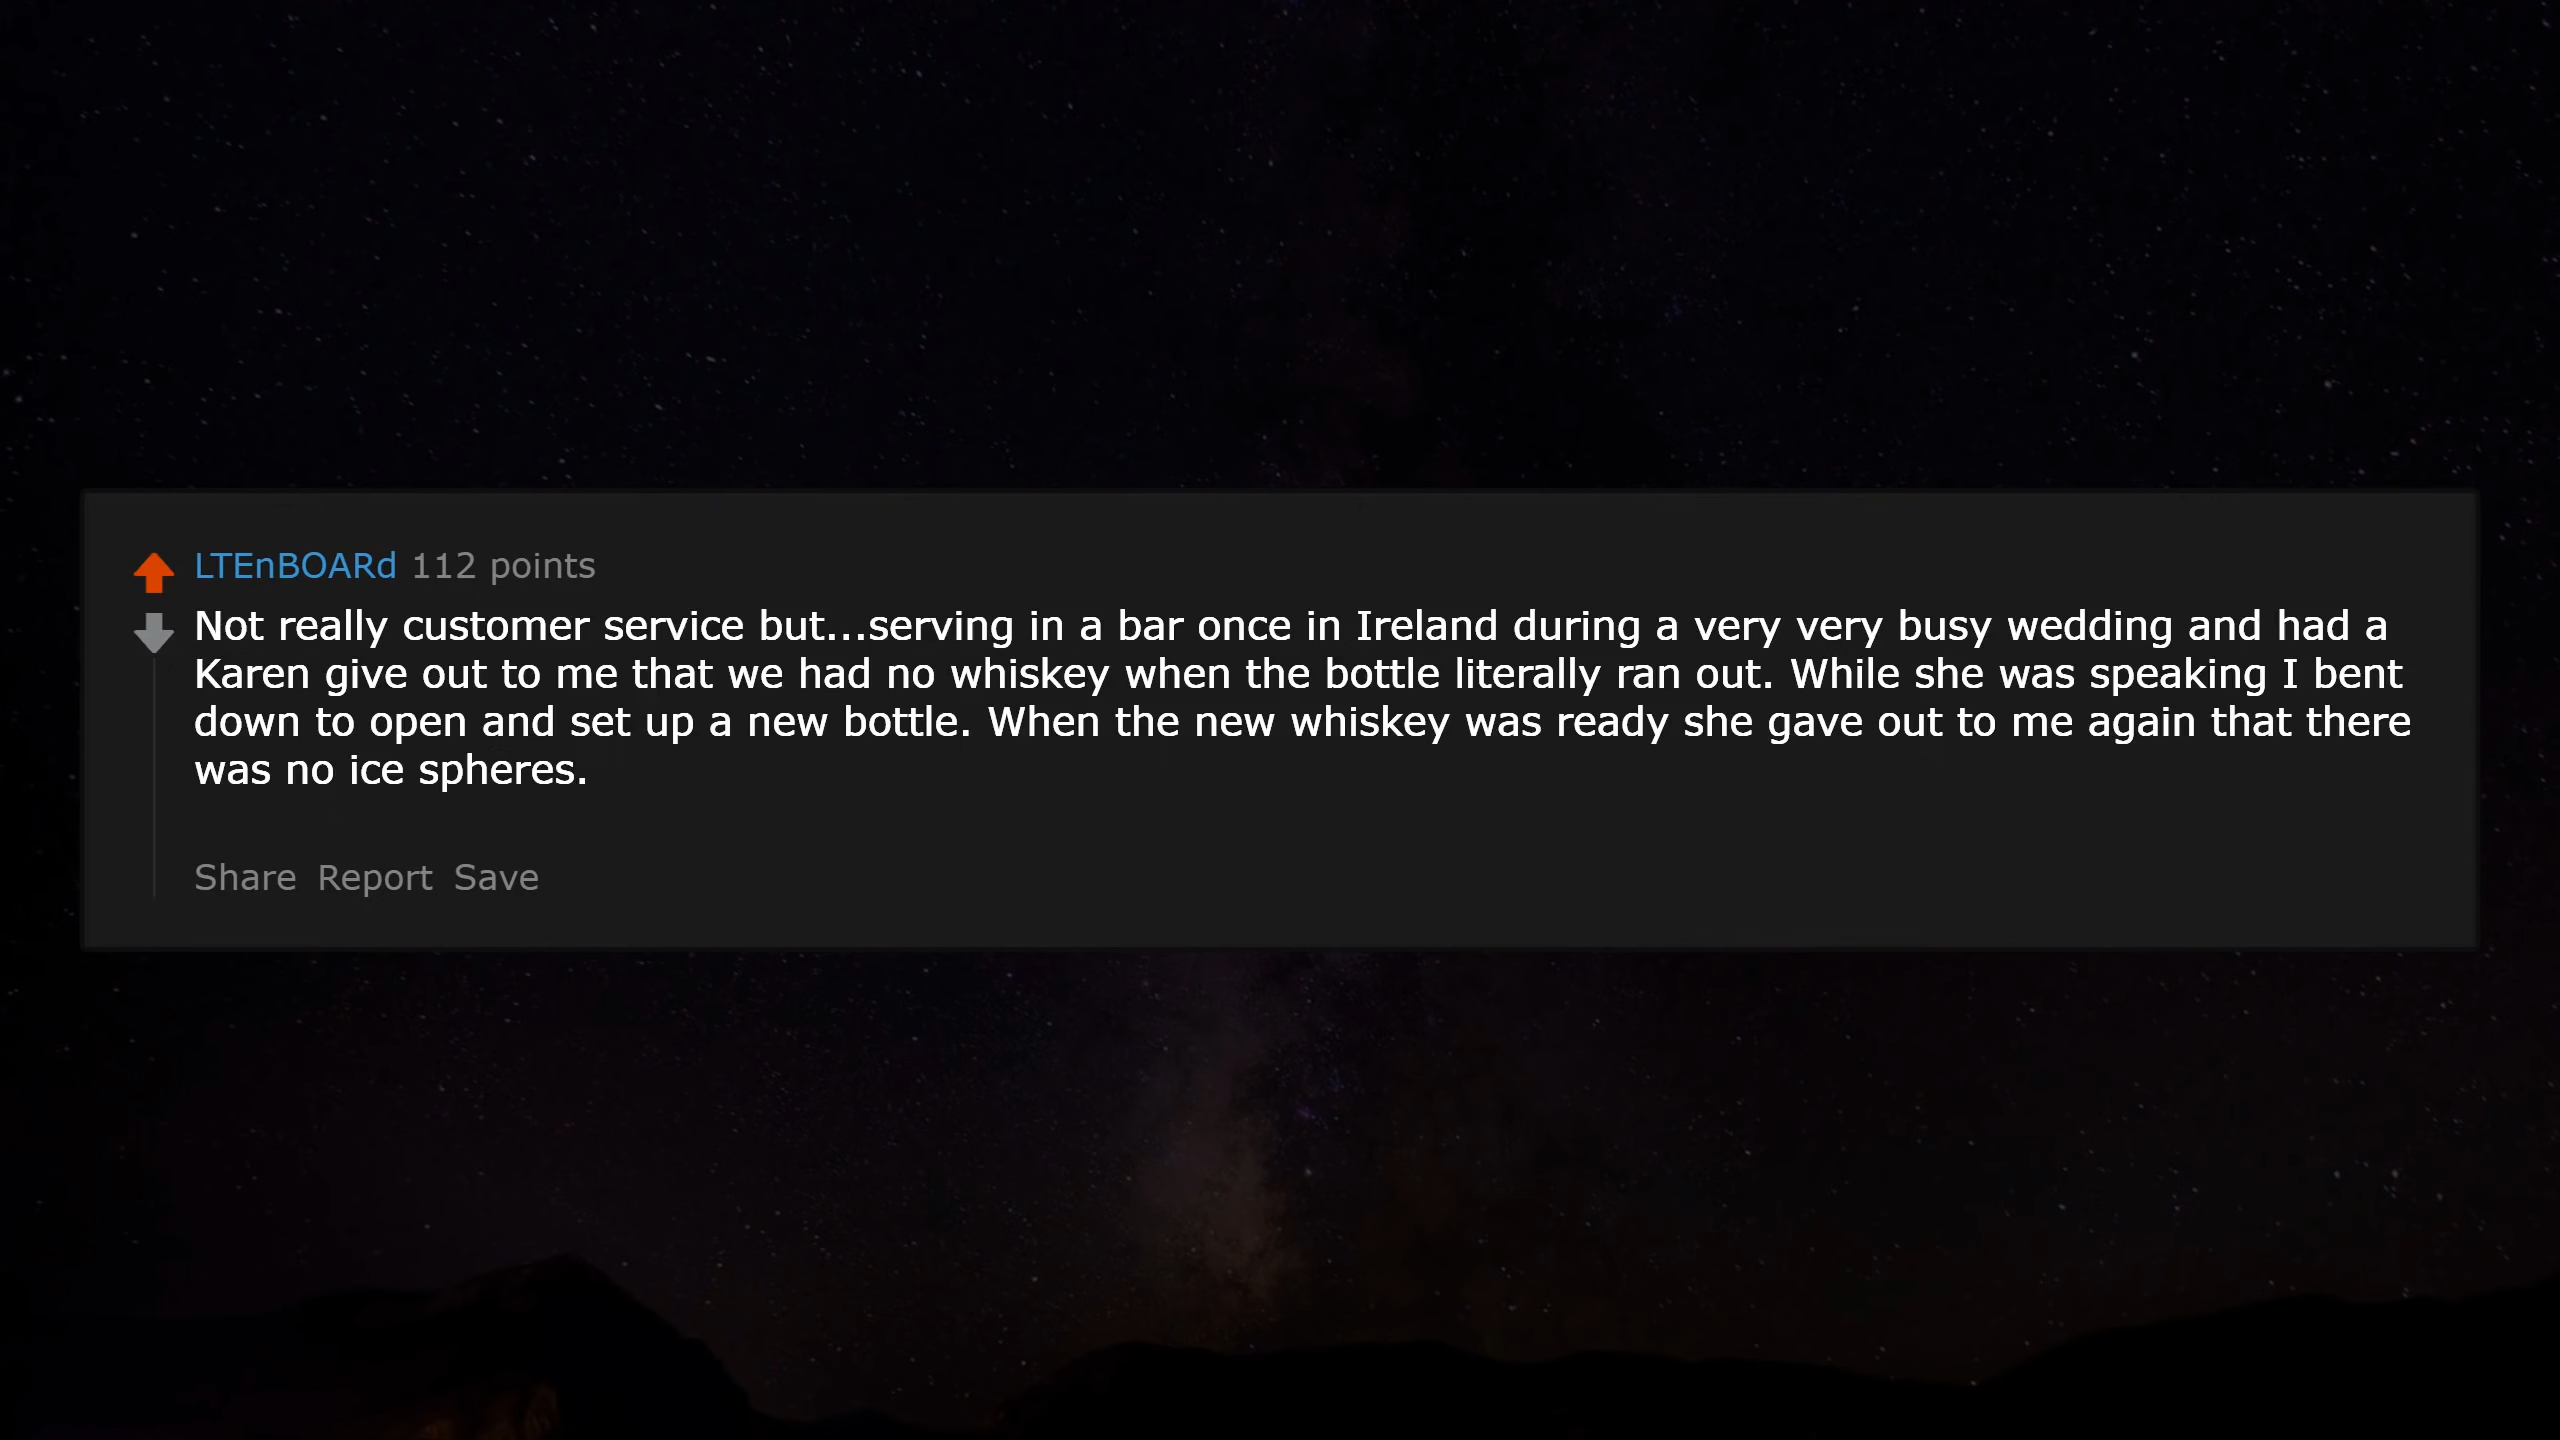 LTEnBOARd 112 points
Not really customer service but...serving in a bar once in Ireland during a very very busy wedding and had a
Karen give out to me that we had no whiskey when the bottle literally ran out. While she was speaking I bent
down to open and set up a new bottle. When the new whiskey was ready she gave out to me again that there
was no ice spheres.
Share Report Save